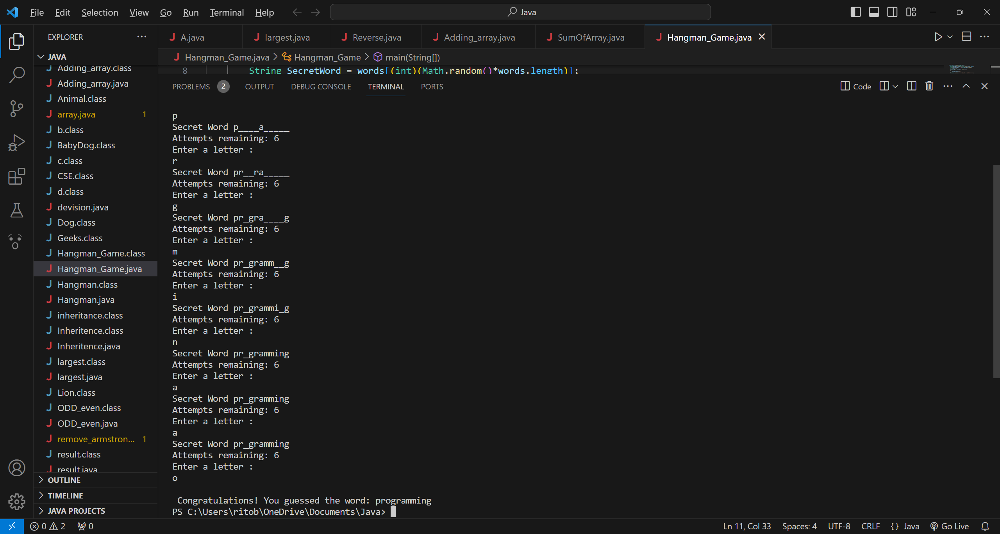 File Edit Selection View Go Run Terminal Help
Java
EXPLORER
JAVA
Adding_array.class
Adding_array.java
Animal.class
array.java 1
b.class
BabyDog.class
c.class
CSE.class
d.class
devision.java
Dog.class
Geeks.class
Hangman_Game.class
Hangman_Game.java
Hangman.class
Hangman.java
inheritance.class
Inheritence.class
Inheritence.java
largest.class
largest.java
Lion.class
ODD_even.class
ODD_even.java
remove_armstron... 1
result.class
result.java
OUTLINE
TIMELINE
JAVA PROJECTS
A.java largest.java Reverse.java Adding_array.java SumOfArray.java Hangman_Game.java
Hangman_Game.java > Hangman_Game > main(String[])
8 String SecretWord = words[(int)(Math.random()*words.length)];
PROBLEMS 2 OUTPUT DEBUG CONSOLE TERMINAL PORTS
Code
p
Secret Word p____a_____
Attempts remaining: 6
Enter a letter :
r
Secret Word pr__ra_____
Attempts remaining: 6
Enter a letter :
g
Secret Word pr_gra____g
Attempts remaining: 6
Enter a letter :
m
Secret Word pr_gramm__g
Attempts remaining: 6
Enter a letter :
i
Secret Word pr_grammi_g
Attempts remaining: 6
Enter a letter :
n
Secret Word pr_gramming
Attempts remaining: 6
Enter a letter :
a
Secret Word pr_gramming
Attempts remaining: 6
Enter a letter :
a
Secret Word pr_gramming
Attempts remaining: 6
Enter a letter :
o
Congratulations! You guessed the word: programming
PS C:\Users\ritob\OneDrive\Documents\Java>
0 2 0
Ln 11, Col 33 Spaces: 4 UTF-8 CRLF {} Java Go Live